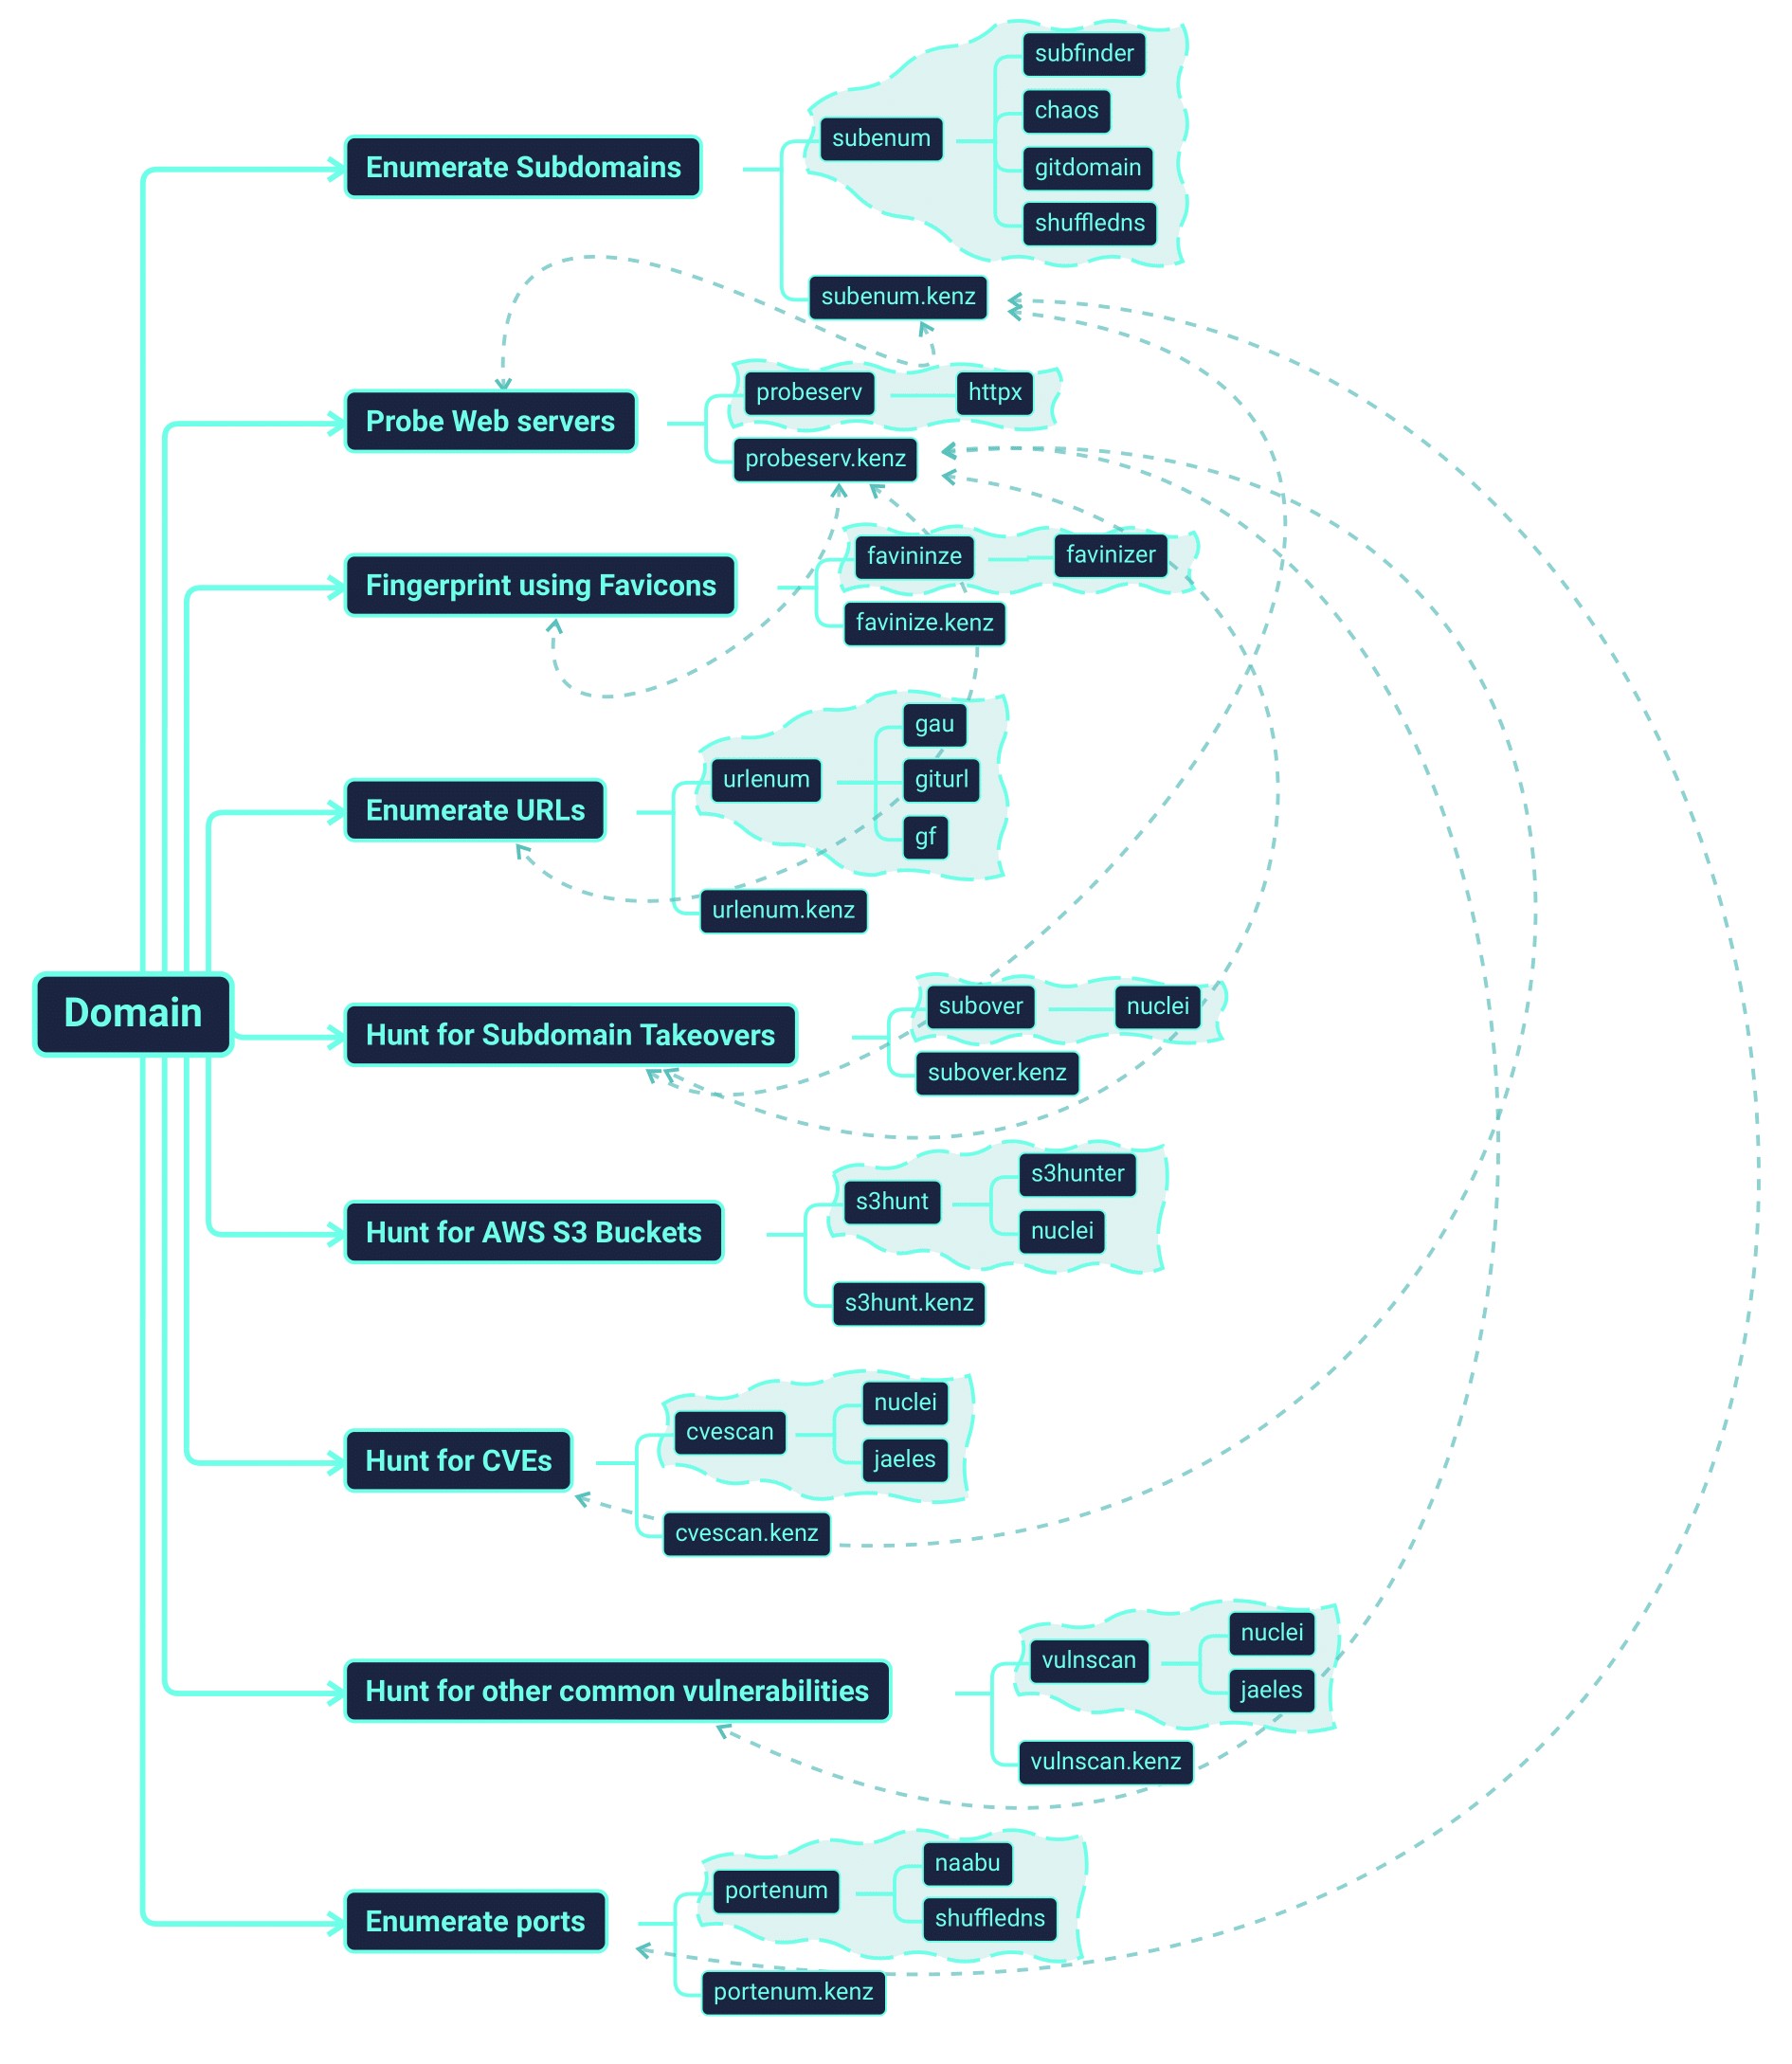 subfinder
chaos
subenum
gitdomain
Enumerate Subdomains
shuffledns
subenum.kenz
probeserv
httpx
Probe Web servers
probeserv.kenz
favininze
favinizer
Fingerprint using Favicons
favinize.kenz
gau
urlenum
giturl
Enumerate URLs
gf
urlenum.kenz
Domain
subover
nuclei
Hunt for Subdomain Takeovers
subover.kenz
s3hunter
s3hunt
nuclei
Hunt for AWS S3 Buckets
s3hunt.kenz
nuclei
cvescan
jaeles
Hunt for CVEs
cvescan.kenz
nuclei
vulnscan
jaeles
Hunt for other common vulnerabilities
vulnscan.kenz
naabu
portenum
shuffledns
Enumerate ports
portenum.kenz